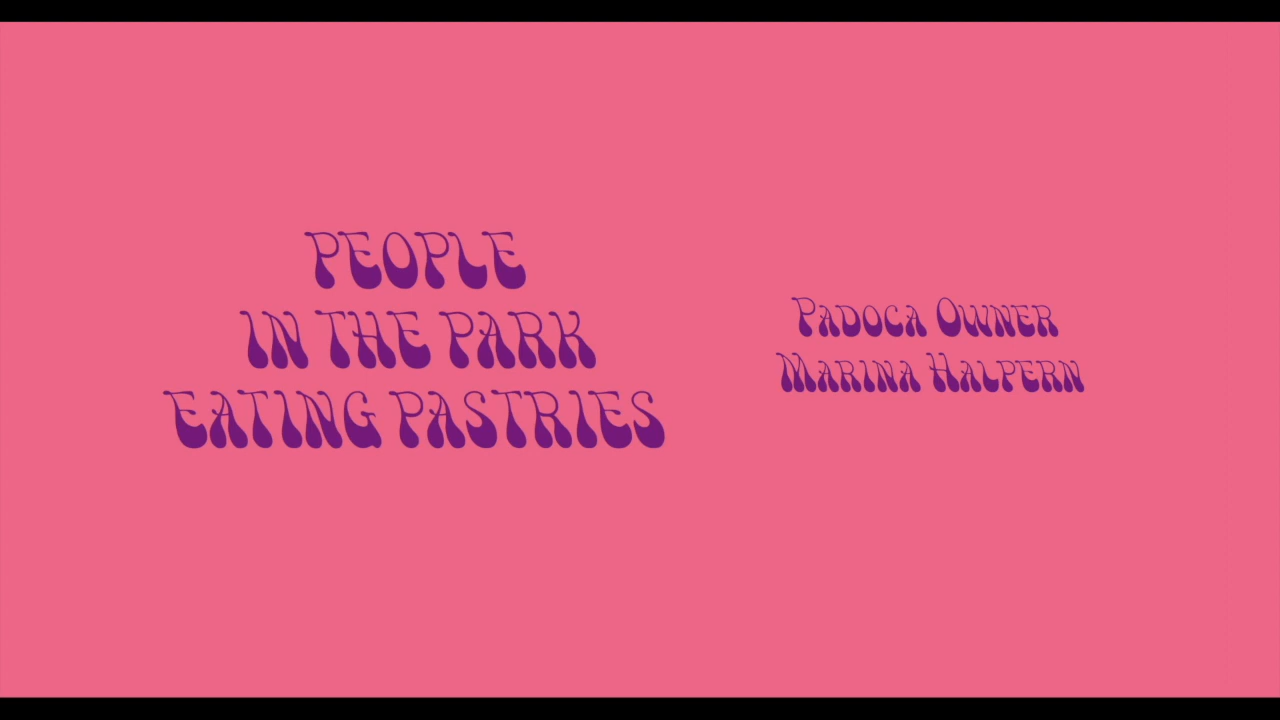 PEOPLE
IN THE PARK
EATING PASTRIES
PADOCA OWNER
MARINA HALPERN